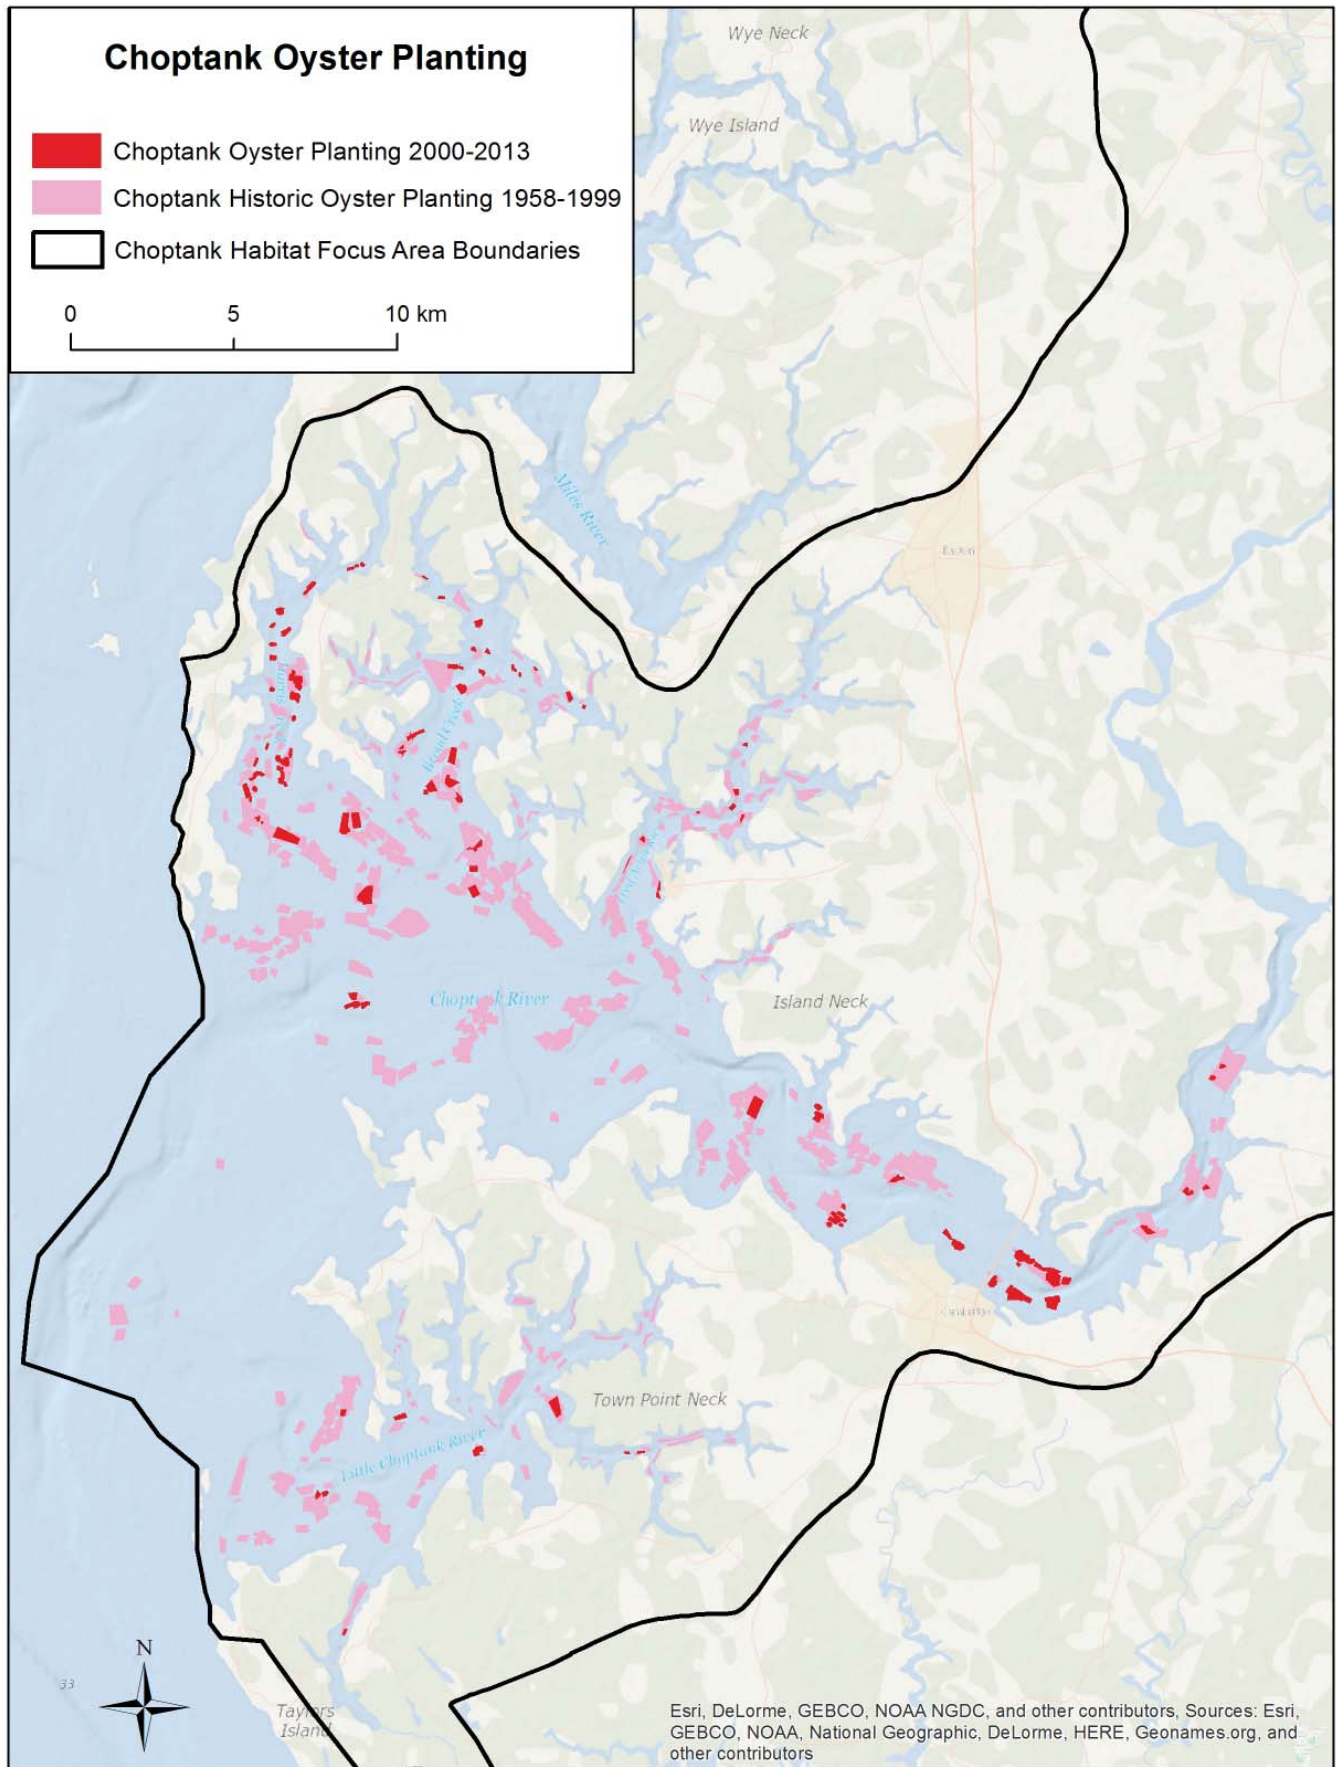 Choptank Oyster Planting
Choptank Oyster Planting 2000-2013
Choptank Historic Oyster Planting 1958-1999
Choptank Habitat Focus Area Boundaries
0 5 10 km
Wye Neck
Wye Island
Miles River
Easton
Broad Creek
Choptank River
Island Neck
Cambridge
Town Point Neck
Little Choptank River
N
33
Taylors
Island
Esri, DeLorme, GEBCO, NOAA NGDC, and other contributors, Sources: Esri,
GEBCO, NOAA, National Geographic, DeLorme, HERE, Geonames.org, and
other contributors